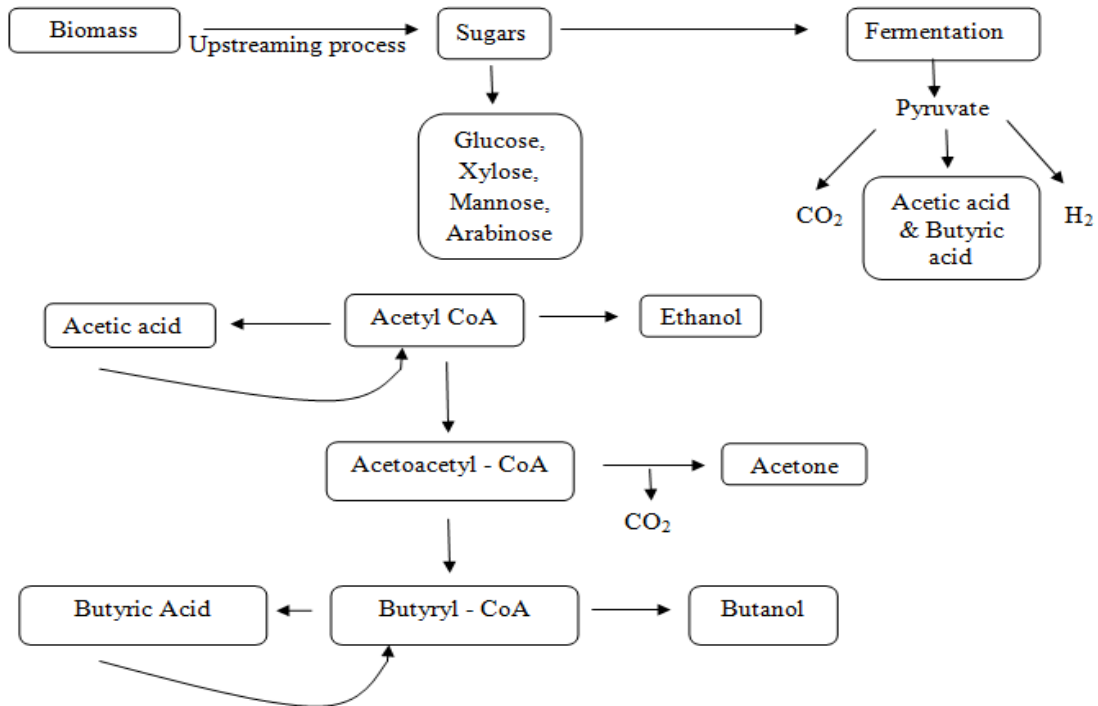 Biomass
Upstreaming process
Sugars
Fermentation
Glucose,
Xylose,
Mannose,
Arabinose
Pyruvate
CO₂
Acetic acid
& Butyric
acid
H₂
Acetic acid
Acetyl CoA
Ethanol
Acetoacetyl - CoA
Acetone
CO₂
Butyric Acid
Butyryl - CoA
Butanol